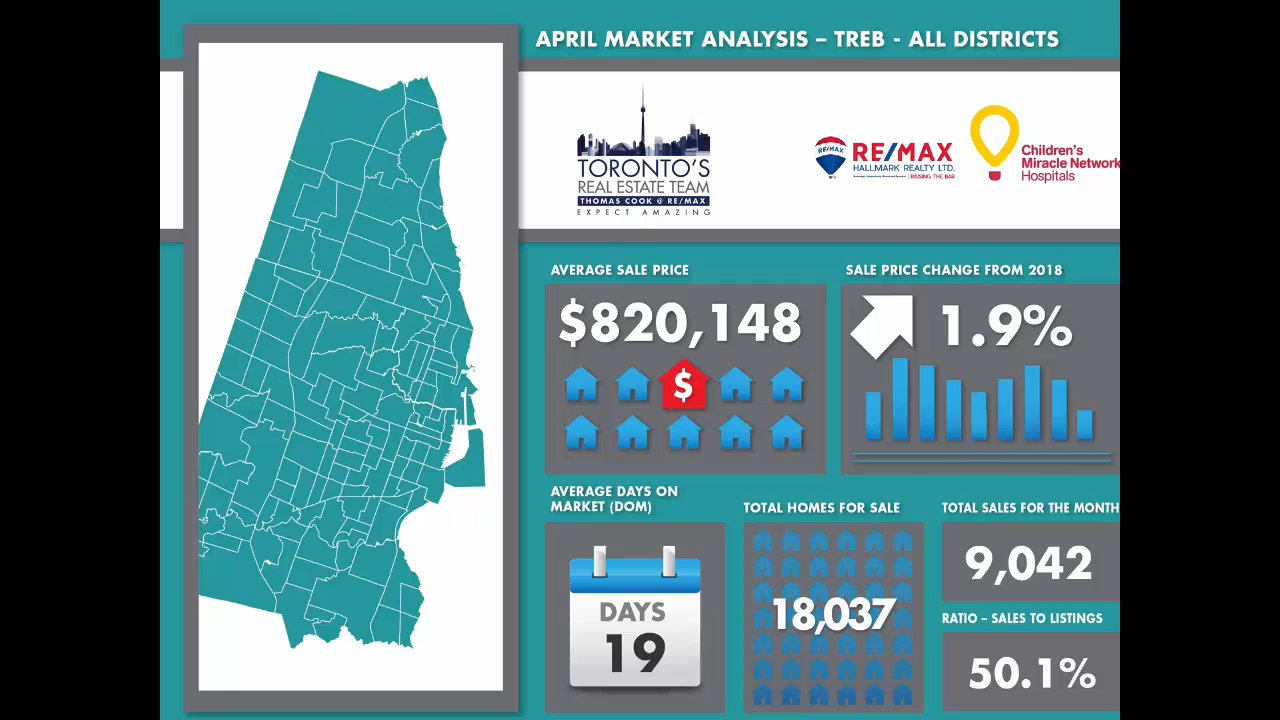 APRIL MARKET ANALYSIS – TREB - ALL DISTRICTS
TORONTO'S
REAL ESTATE TEAM
THOMAS COOK @ RE/MAX
EXPECT AMAZING
RE/MAX
RE/MAX
HALLMARK REALTY LTD.
RAISING THE BAR
Children's
Miracle Network
Hospitals
AVERAGE SALE PRICE
$820,148
$
SALE PRICE CHANGE FROM 2018
1.9%
AVERAGE DAYS ON
MARKET (DOM)
DAYS
19
TOTAL HOMES FOR SALE
18,037
TOTAL SALES FOR THE MONTH
9,042
RATIO – SALES TO LISTINGS
50.1%